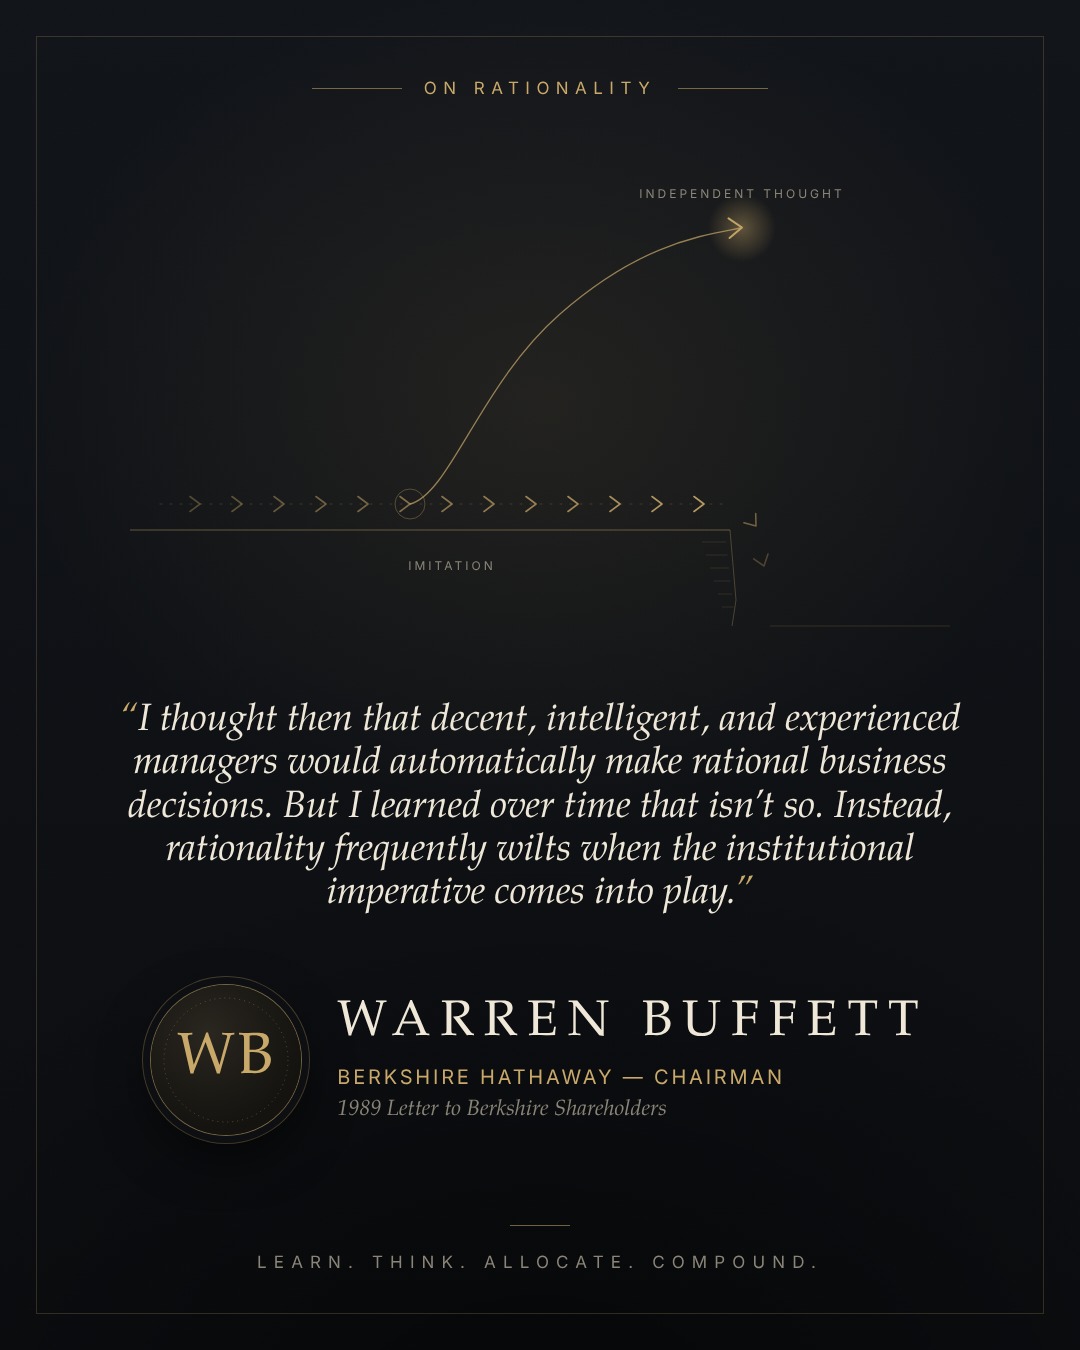 ON RATIONALITY
INDEPENDENT THOUGHT
IMITATION
“I thought then that decent, intelligent, and experienced
managers would automatically make rational business
decisions. But I learned over time that isn’t so. Instead,
rationality frequently wilts when the institutional
imperative comes into play.”
WB
WARREN BUFFETT
BERKSHIRE HATHAWAY — CHAIRMAN
1989 Letter to Berkshire Shareholders
LEARN. THINK. ALLOCATE. COMPOUND.